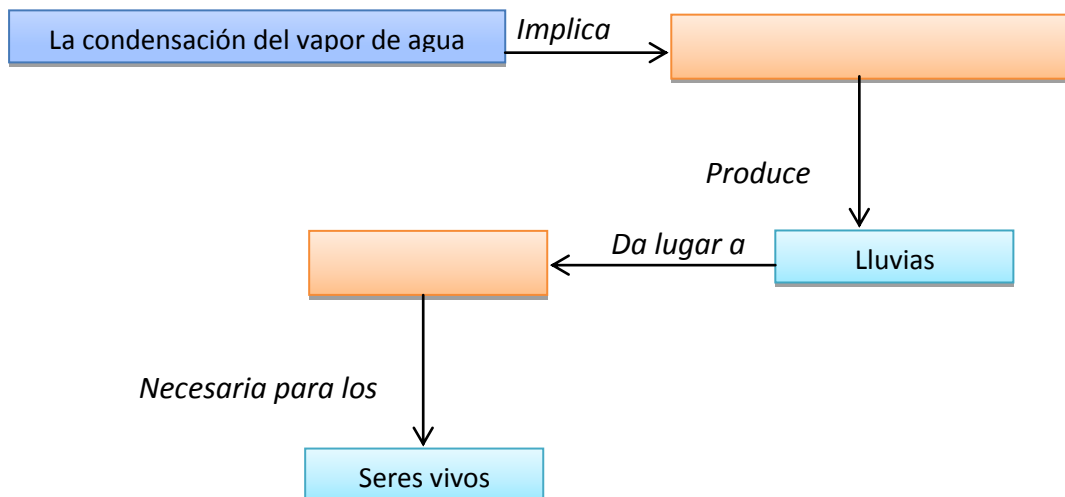 La condensación del vapor de agua
Implica
Produce
Lluvias
Da lugar a
Necesaria para los
Seres vivos